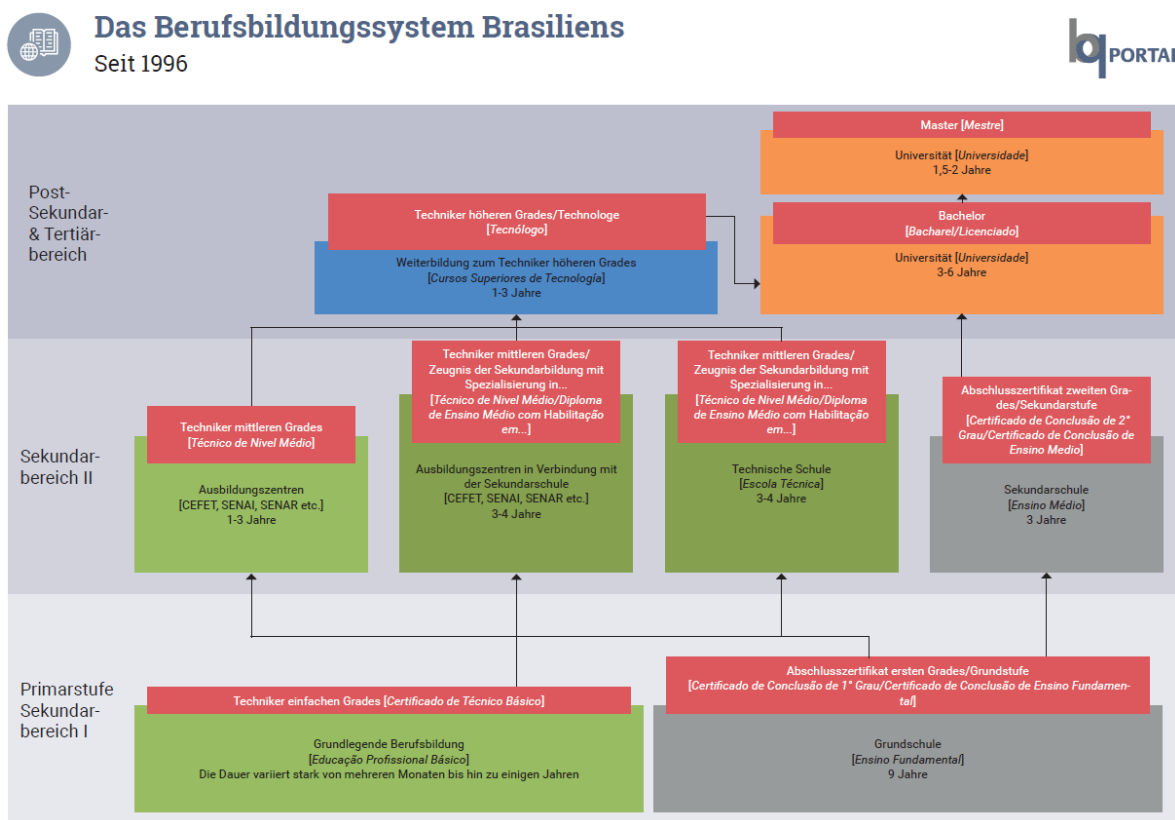 Das Berufsbildungssystem Brasiliens
Seit 1996
bq PORTAL
Post-
Sekundar-
& Tertiär-
bereich
Master [Mestre]
Universität [Universidade]
1,5-2 Jahre
Techniker höheren Grades/Technologe
[Tecnólogo]
Weiterbildung zum Techniker höheren Grades
[Cursos Superiores de Tecnología]
1-3 Jahre
Bachelor
[Bacharel/Licenciado]
Universität [Universidade]
3-6 Jahre
Sekundar-
bereich II
Techniker mittleren Grades
[Técnico de Nivel Médio]
Ausbildungszentren
[CEFET, SENAI, SENAR etc.]
1-3 Jahre
Techniker mittleren Grades/
Zeugnis der Sekundarbildung mit
Spezialisierung in...
[Técnico de Nivel Médio/Diploma
de Ensino Médio com Habilitação
em...]
Ausbildungszentren in Verbindung mit
der Sekundarschule
[CEFET, SENAI, SENAR etc.]
3-4 Jahre
Techniker mittleren Grades/
Zeugnis der Sekundarbildung mit
Spezialisierung in...
[Técnico de Nivel Médio/Diploma
de Ensino Médio com Habilitação
em...]
Technische Schule
[Escola Técnica]
3-4 Jahre
Abschlusszertifikat zweiten Gra-
des/Sekundarstufe
[Certificado de Conclusão de 2°
Grau/Certificado de Conclusão de
Ensino Medio]
Sekundarschule
[Ensino Médio]
3 Jahre
Primarstufe
Sekundar-
bereich I
Techniker einfachen Grades [Certificado de Técnico Básico]
Grundlegende Berufsbildung
[Educação Profissional Básico]
Die Dauer variiert stark von mehreren Monaten bis hin zu einigen Jahren
Abschlusszertifikat ersten Grades/Grundstufe
[Certificado de Conclusão de 1° Grau/Certificado de Conclusão de Ensino Fundamen-
tal]
Grundschule
[Ensino Fundamental]
9 Jahre